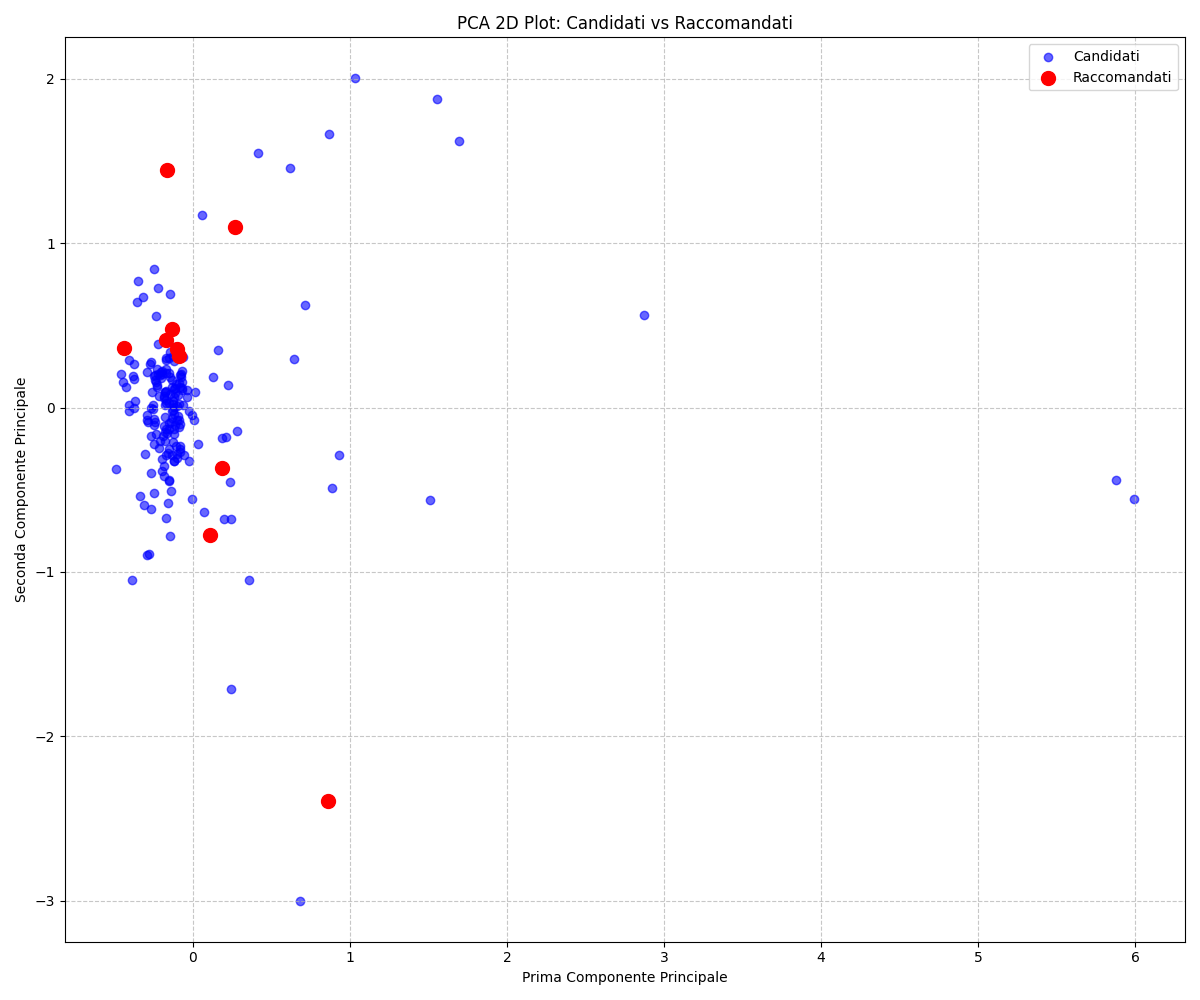 PCA 2D Plot: Candidati vs Raccomandati
Candidati
Raccomandati
Seconda Componente Principale
2
1
0
−1
−2
−3
0 1 2 3 4 5 6
Prima Componente Principale